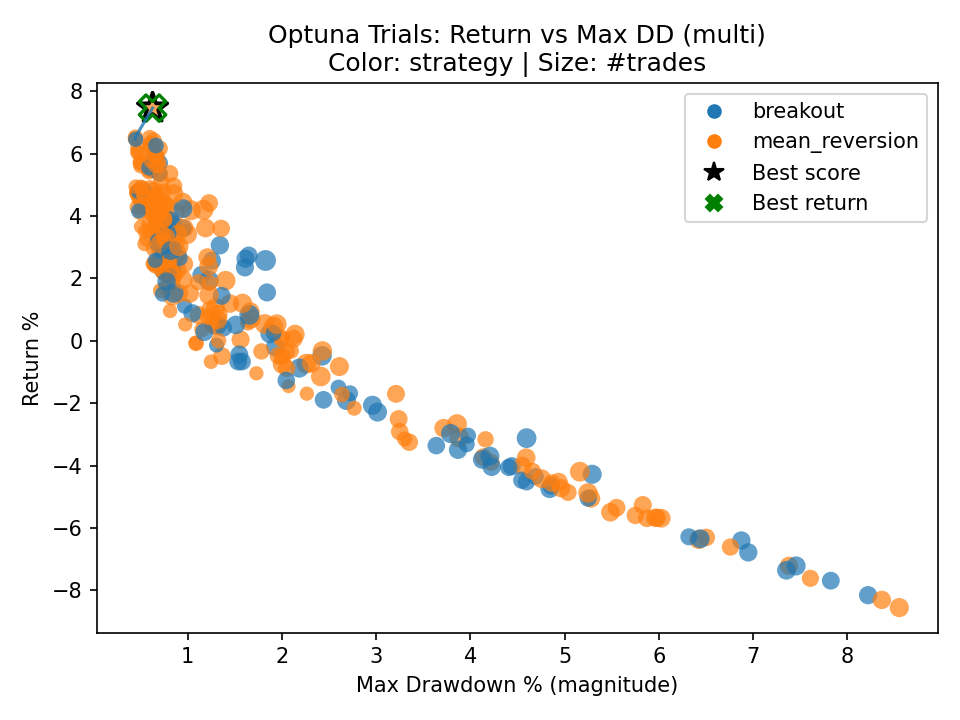 Optuna Trials: Return vs Max DD (multi)
Color: strategy | Size: #trades
breakout
mean_reversion
Best score
Best return
Return %
8
6
4
2
0
−2
−4
−6
−8
1
2
3
4
5
6
7
8
Max Drawdown % (magnitude)